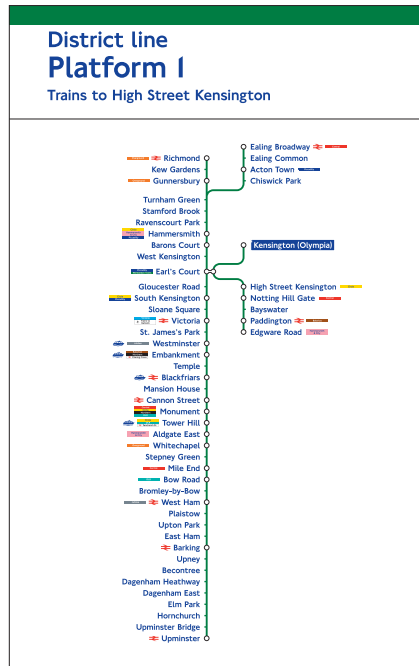 District line
Platform 1
Trains to High Street Kensington
Ealing Broadway
Ealing Common
Acton Town
Chiswick Park
Richmond
Kew Gardens
Gunnersbury
Turnham Green
Stamford Brook
Ravenscourt Park
Hammersmith
Barons Court
West Kensington
Kensington (Olympia)
Earl's Court
Gloucester Road
South Kensington
Sloane Square
Victoria
St. James's Park
High Street Kensington
Notting Hill Gate
Bayswater
Paddington
Edgware Road
Westminster
Embankment
Temple
Blackfriars
Mansion House
Cannon Street
Monument
Tower Hill
Aldgate East
Whitechapel
Stepney Green
Mile End
Bow Road
Bromley-by-Bow
West Ham
Plaistow
Upton Park
East Ham
Barking
Upney
Becontree
Dagenham Heathway
Dagenham East
Elm Park
Hornchurch
Upminster Bridge
Upminster